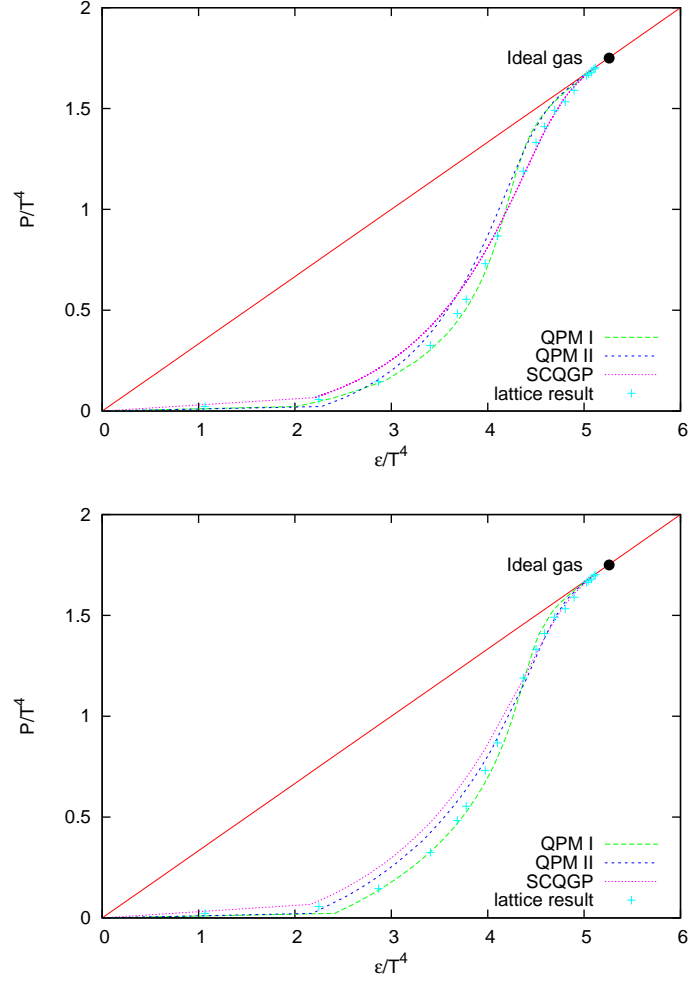 2
Ideal gas
1.5
P/T⁴
1
0.5
QPM I
QPM II
SCQGP
lattice result
0
0 1 2 3 4 5 6
ε/T⁴
2
Ideal gas
1.5
P/T⁴
1
0.5
QPM I
QPM II
SCQGP
lattice result
0
0 1 2 3 4 5 6
ε/T⁴